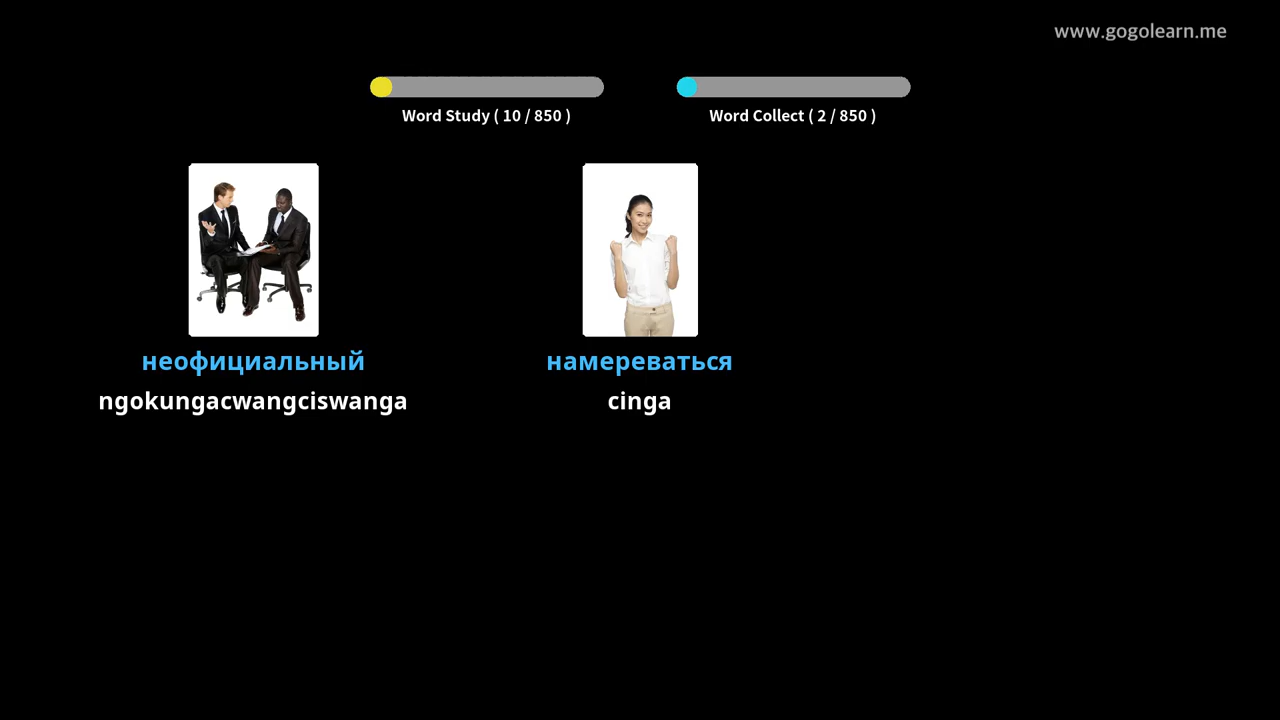 www.gogolearn.me
Word Study ( 10 / 850 )
Word Collect ( 2 / 850 )
неофициальный
ngokungacwangciswanga
намереваться
cinga